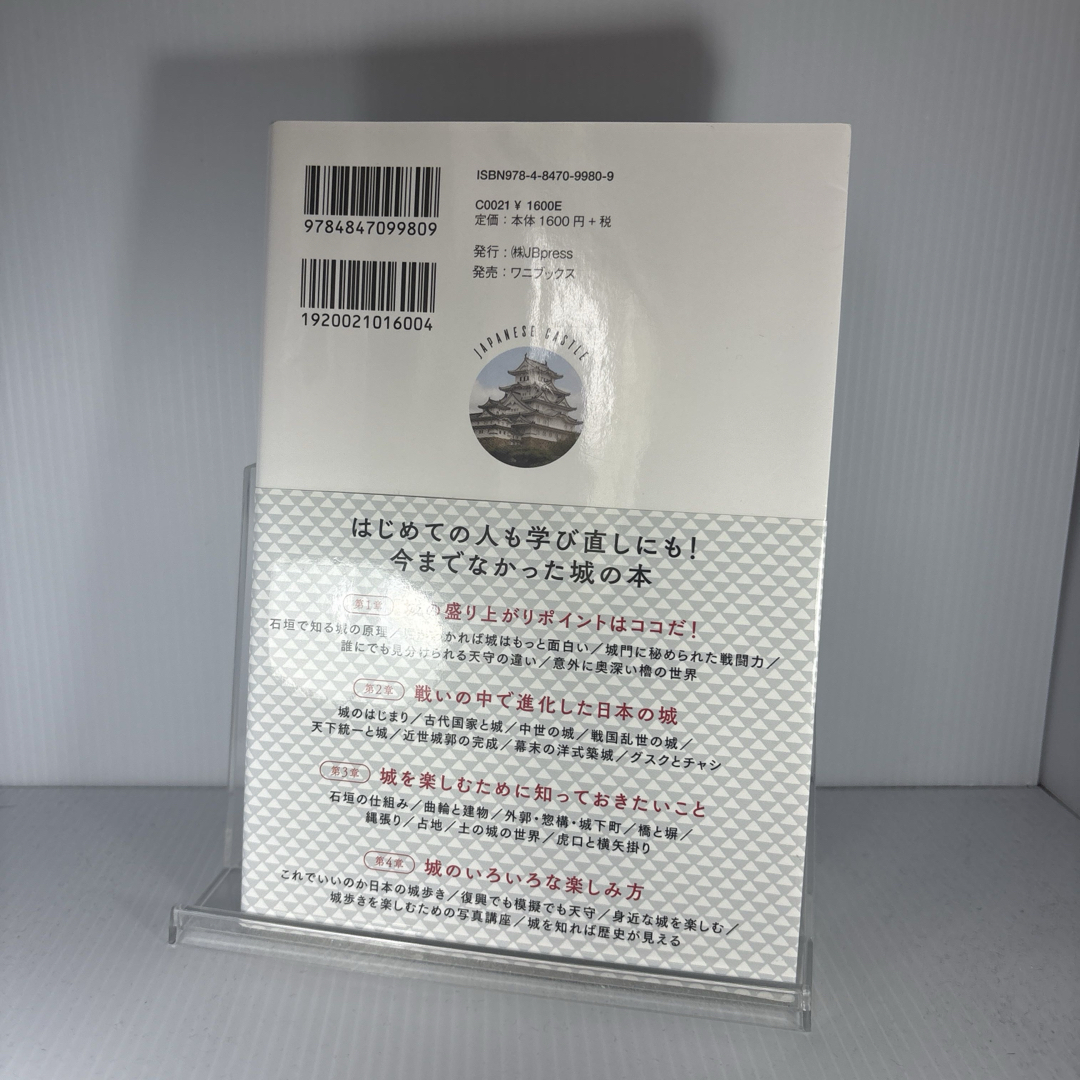 9784847099809
1920021016004
ISBN978-4-8470-9980-9
C0021 ¥ 1600E
定価：本体1600円＋税
発行：㈱JBpress
発売：ワニブックス
JAPANESE CASTLE
はじめての人も学び直しにも！
今までなかった城の本
第1章 の盛り上がりポイントはココだ！
石垣で知る城の原理／かれば城はもっと面白い／城門に秘められた戦闘力／
誰にでも見分けられる天守の違い／意外に奥深い櫓の世界
第2章 戦いの中で進化した日本の城
城のはじまり／古代国家と城／中世の城／戦国乱世の城／
天下統一と城／近世城郭の完成／幕末の洋式築城／グスクとチャシ
第3章 城を楽しむために知っておきたいこと
石垣の仕組み／曲輪と建物／外郭・惣構・城下町／橋と塀／
縄張り／占地／土の城の世界／虎口と横矢掛り
第4章 城のいろいろな楽しみ方
これでいいのか日本の城歩き／復興でも模擬でも天守／身近な城を楽しむ／
城歩きを楽しむための写真講座／城を知れば歴史が見える